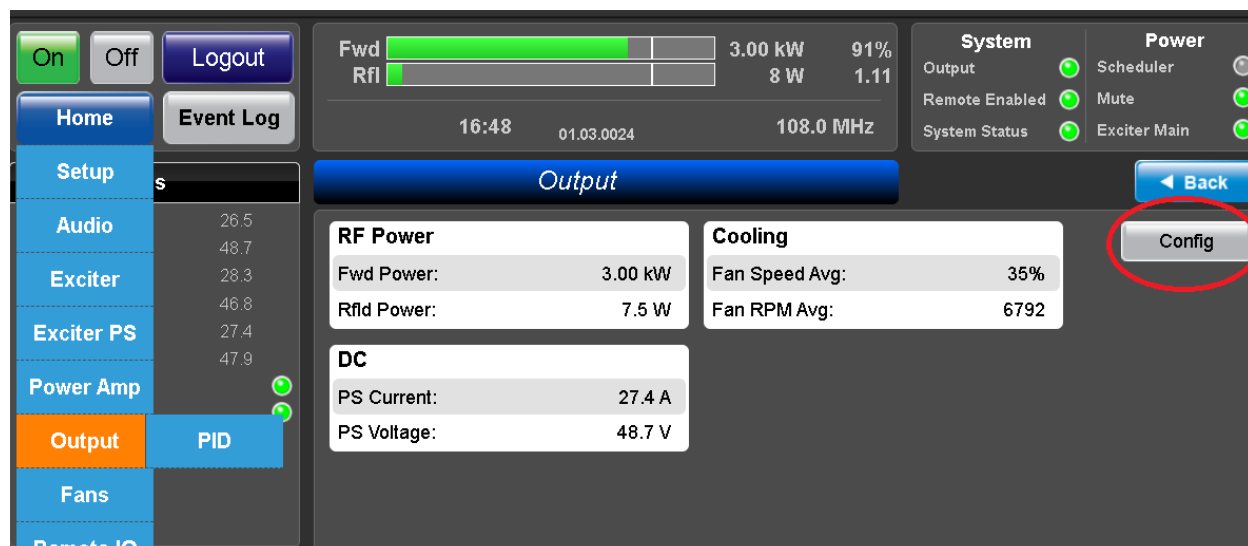 On Off Logout
Home Event Log
Fwd 3.00 kW 91%
Rfl 8 W 1.11
16:48 01.03.0024 108.0 MHz
System Power
Output Scheduler
Remote Enabled Mute
System Status Exciter Main
Setup
Audio
Exciter
Exciter PS
Power Amp
Output PID
Fans
s
26.5
48.7
28.3
46.8
27.4
47.9
Output
◀ Back
Config
RF Power
Fwd Power: 3.00 kW
Rfld Power: 7.5 W
Cooling
Fan Speed Avg: 35%
Fan RPM Avg: 6792
DC
PS Current: 27.4 A
PS Voltage: 48.7 V